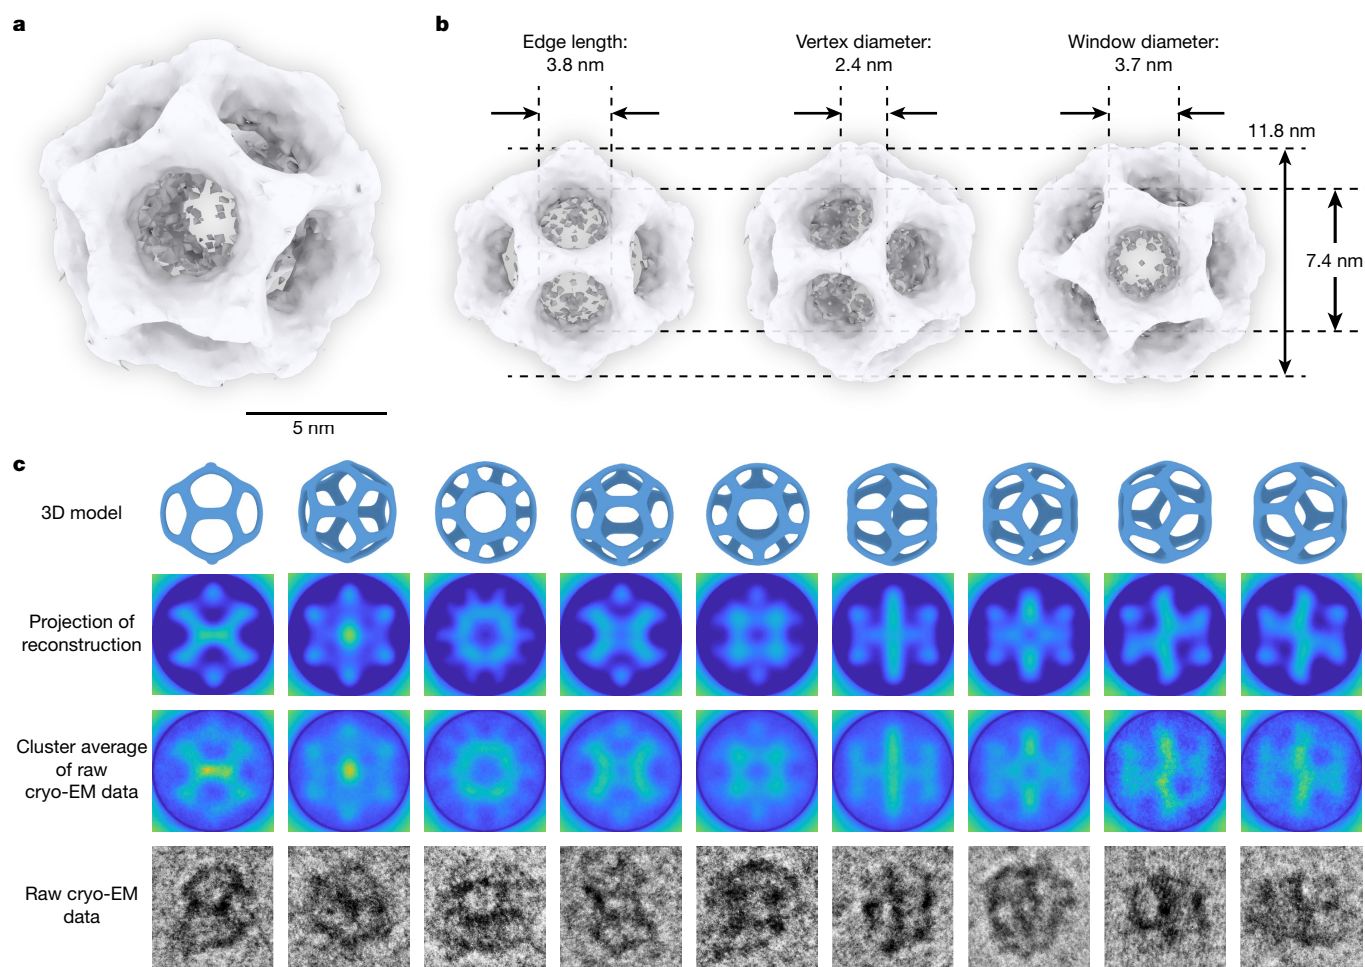 a
5 nm
b
Edge length:
3.8 nm
Vertex diameter:
2.4 nm
Window diameter:
3.7 nm
11.8 nm
7.4 nm
c
3D model
Projection of
reconstruction
Cluster average
of raw
cryo-EM data
Raw cryo-EM
data